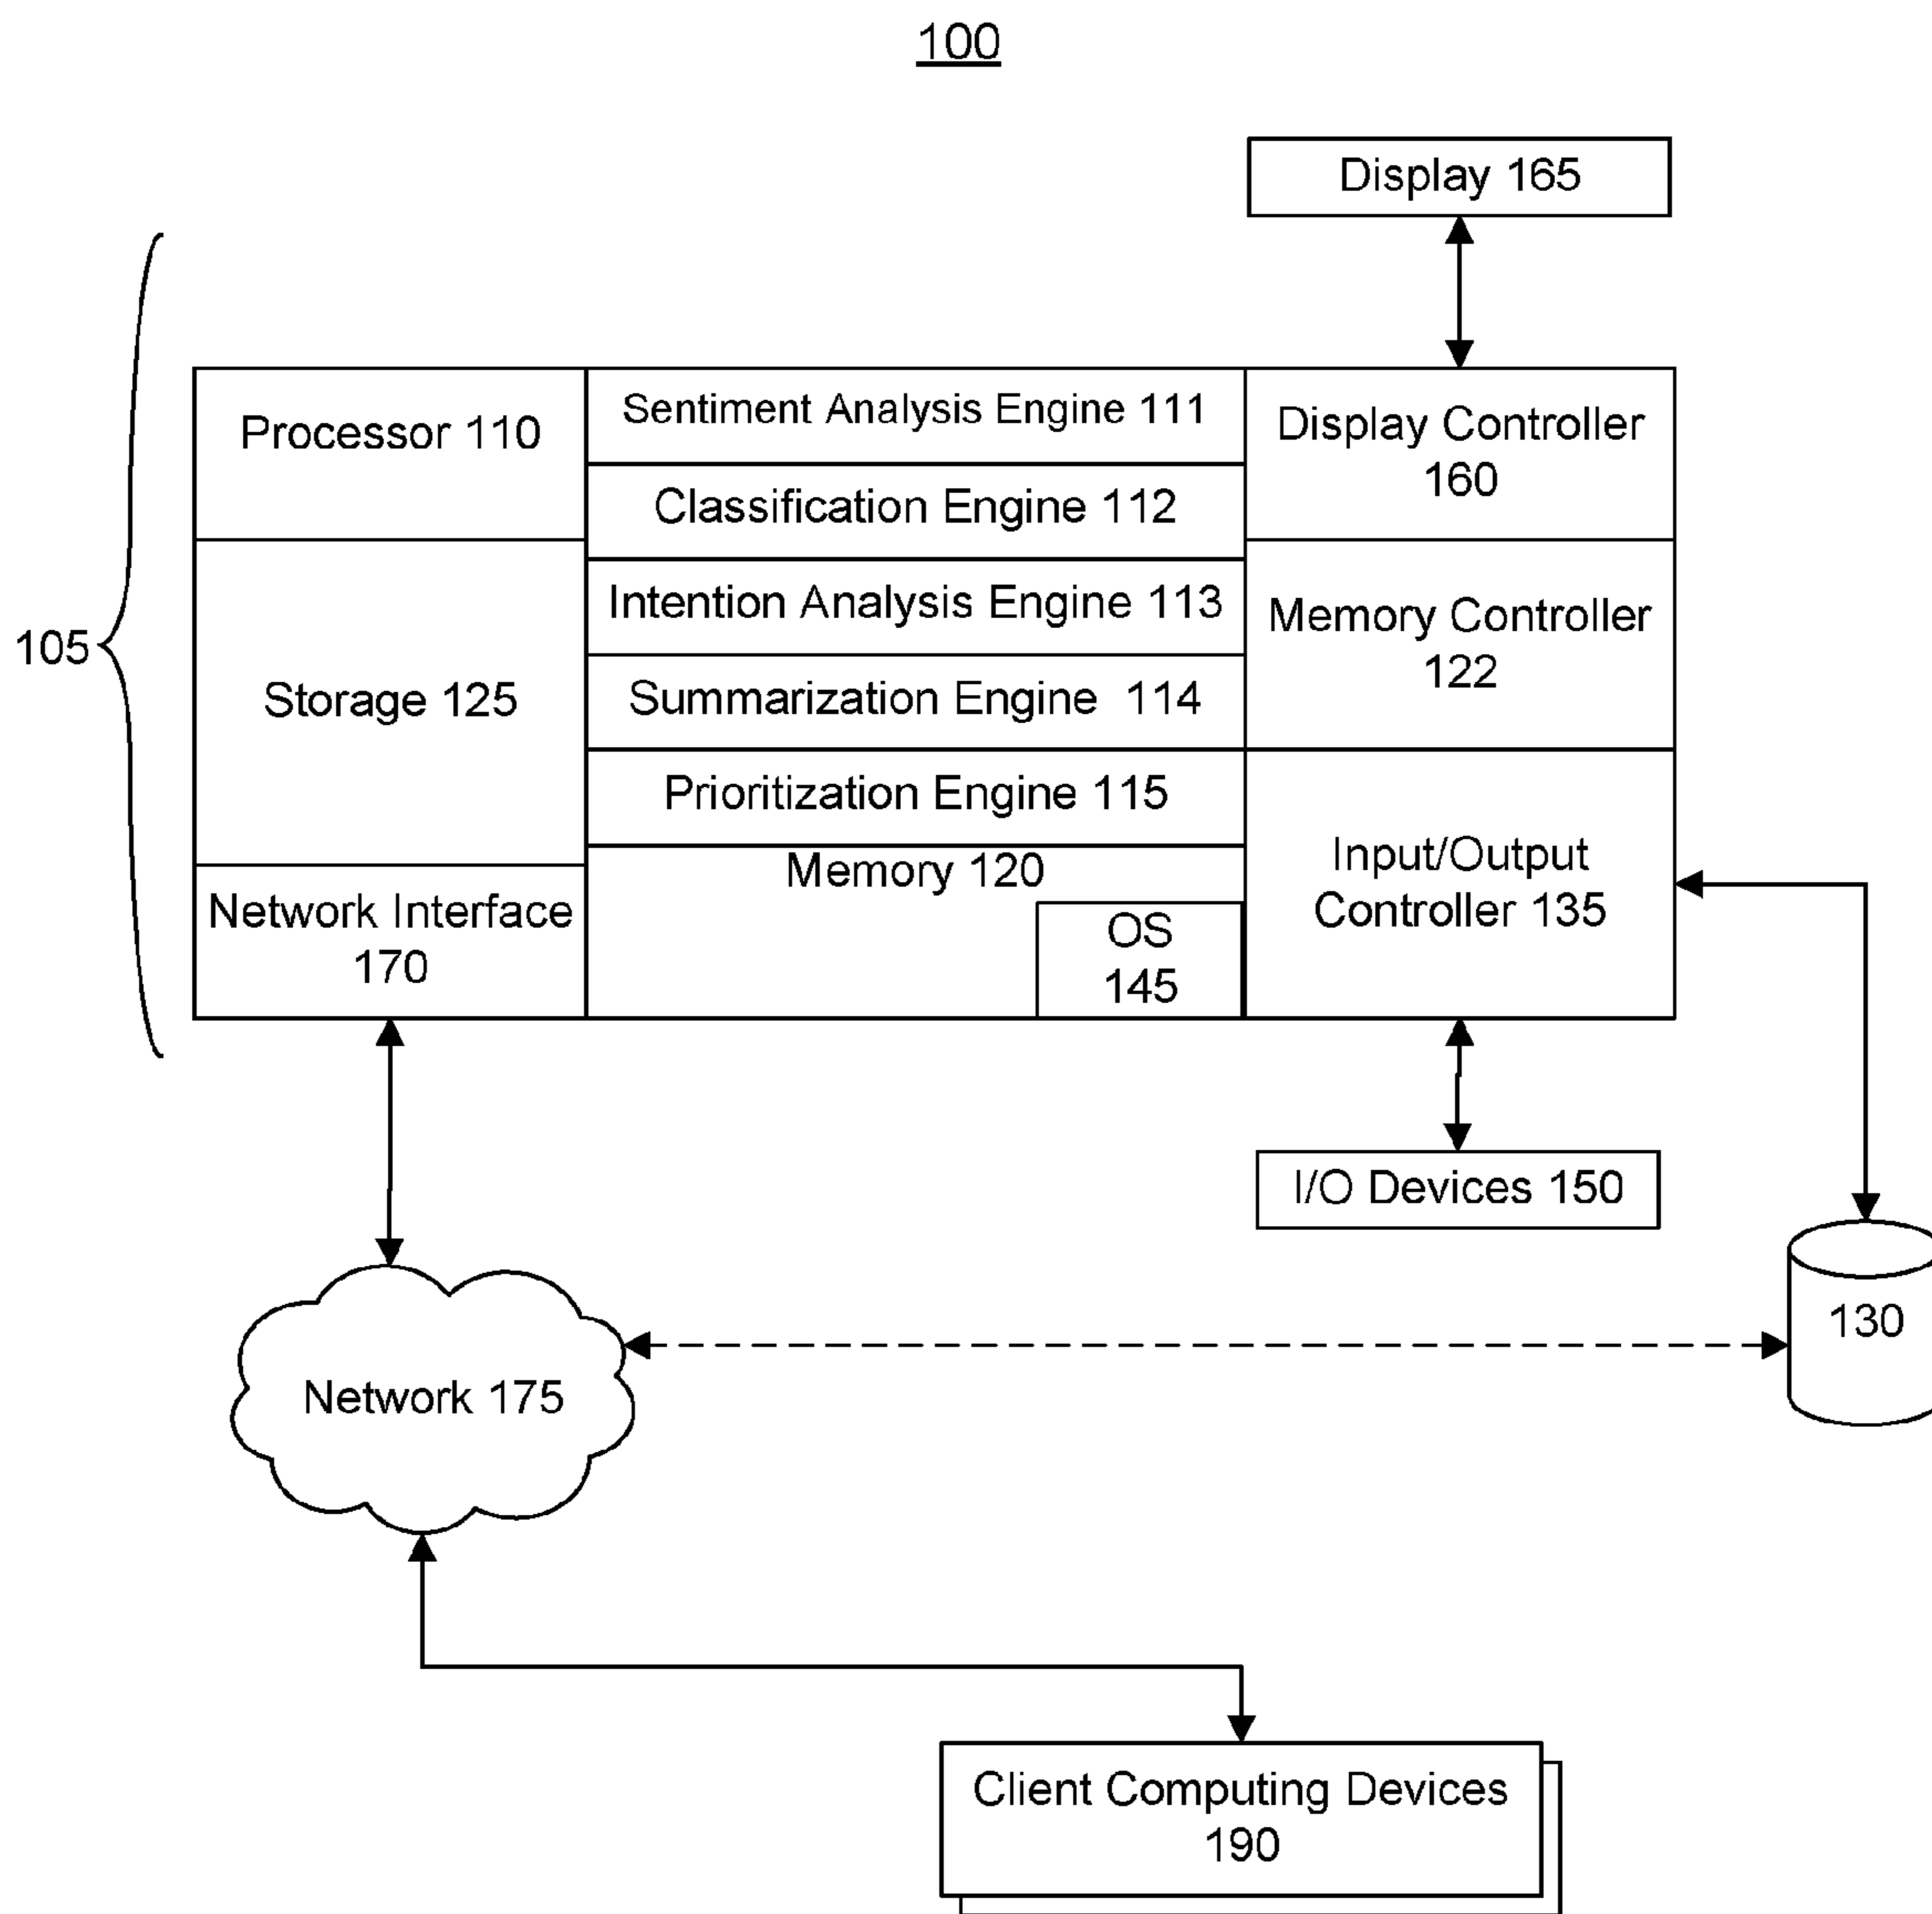 100
Display 165
105
Processor 110
Storage 125
Network Interface
170
Sentiment Analysis Engine 111
Classification Engine 112
Intention Analysis Engine 113
Summarization Engine 114
Prioritization Engine 115
Memory 120
OS
145
Display Controller
160
Memory Controller
122
Input/Output
Controller 135
I/O Devices 150
130
Network 175
Client Computing Devices
190